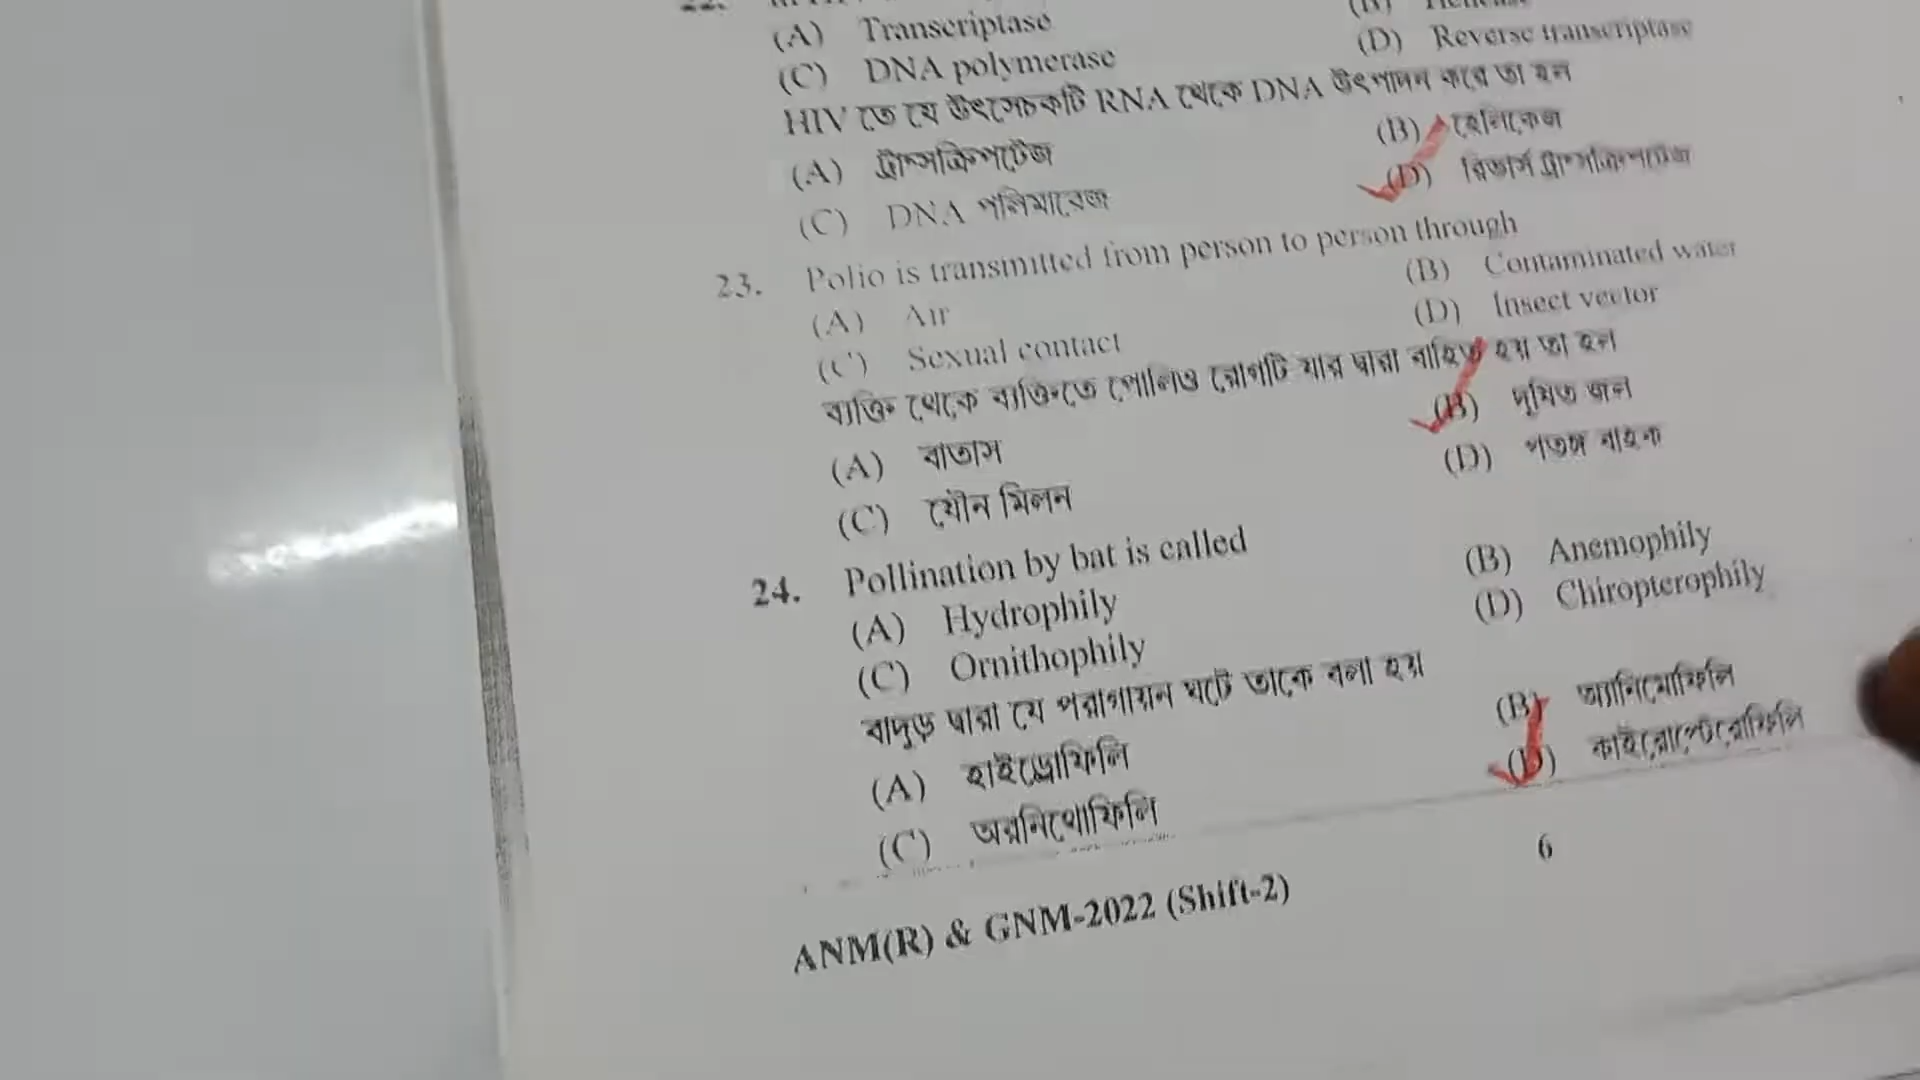 22.
(A) Transcriptase
(C) DNA polymerase
(D) Reverse transcriptase
HIV তে যে উৎসেচকটি RNA থেকে DNA উৎপাদন করে তা হল
(A) ট্রান্সক্রিপটেজ
(B) হেলিকেজ
(C) DNA পলিমারেজ
(D) রিভার্স ট্রান্সক্রিপটেজ
23. Polio is transmitted from person to person through
(A) Air
(B) Contaminated water
(C) Sexual contact
(D) Insect vector
ব্যক্তি থেকে ব্যক্তিতে পোলিও রোগটি যার দ্বারা বাহিত হয় তা হল
(A) বাতাস
(B) দূষিত জল
(C) যৌন মিলন
(D) পতঙ্গ বাহক
24. Pollination by bat is called
(A) Hydrophily
(B) Anemophily
(C) Ornithophily
(D) Chiropterophily
বাদুড় দ্বারা যে পরাগায়ন ঘটে তাকে বলা হয়
(A) হাইড্রোফিলি
(B) অ্যানিমোফিলি
(C) অরনিথোফিলি
(D) কাইরোপ্টেরোফিলি
6
ANM(R) & GNM-2022 (Shift-2)